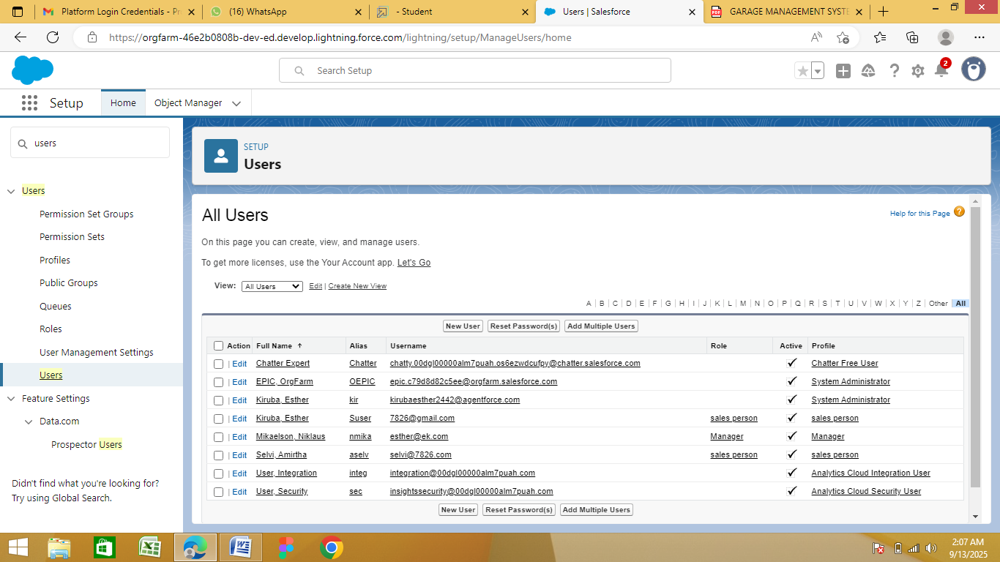 Platform Login Credentials - Pr
(16) WhatsApp
- Student
Users | Salesforce
GARAGE MANAGEMENT SYSTE
https://orgfarm-46e2b0808b-dev-ed.develop.lightning.force.com/lightning/setup/ManageUsers/home
Search Setup
2
Setup
Home
Object Manager
users
Users
Permission Set Groups
Permission Sets
Profiles
Public Groups
Queues
Roles
User Management Settings
Users
Feature Settings
Data.com
Prospector Users
Didn't find what you're looking for?
Try using Global Search.
SETUP
Users
All Users
Help for this Page ?
On this page you can create, view, and manage users.
To get more licenses, use the Your Account app. Let's Go
View: All Users Edit | Create New View
A | B | C | D | E | F | G | H | I | J | K | L | M | N | O | P | Q | R | S | T | U | V | W | X | Y | Z | Other | All
New User Reset Password(s) Add Multiple Users
Action Full Name ↑ Alias Username Role Active Profile
| Edit Chatter Expert Chatter chatty.00dgl00000alm7puah.os6ezwdcufpy@chatter.salesforce.com ✓ Chatter Free User
| Edit EPIC, OrgFarm OEPIC epic.c79d8d82c5ee@orgfarm.salesforce.com ✓ System Administrator
| Edit Kiruba, Esther kir kirubaesther2442@agentforce.com ✓ System Administrator
| Edit Kiruba, Esther Suser 7826@gmail.com sales person ✓ sales person
| Edit Mikaelson, Niklaus nmika esther@ek.com Manager ✓ Manager
| Edit Selvi, Amirtha aselv selvi@7826.com sales person ✓ sales person
| Edit User, Integration integ integration@00dgl00000alm7puah.com ✓ Analytics Cloud Integration User
| Edit User, Security sec insightssecurity@00dgl00000alm7puah.com ✓ Analytics Cloud Security User
New User Reset Password(s) Add Multiple Users
2:07 AM
9/13/2025